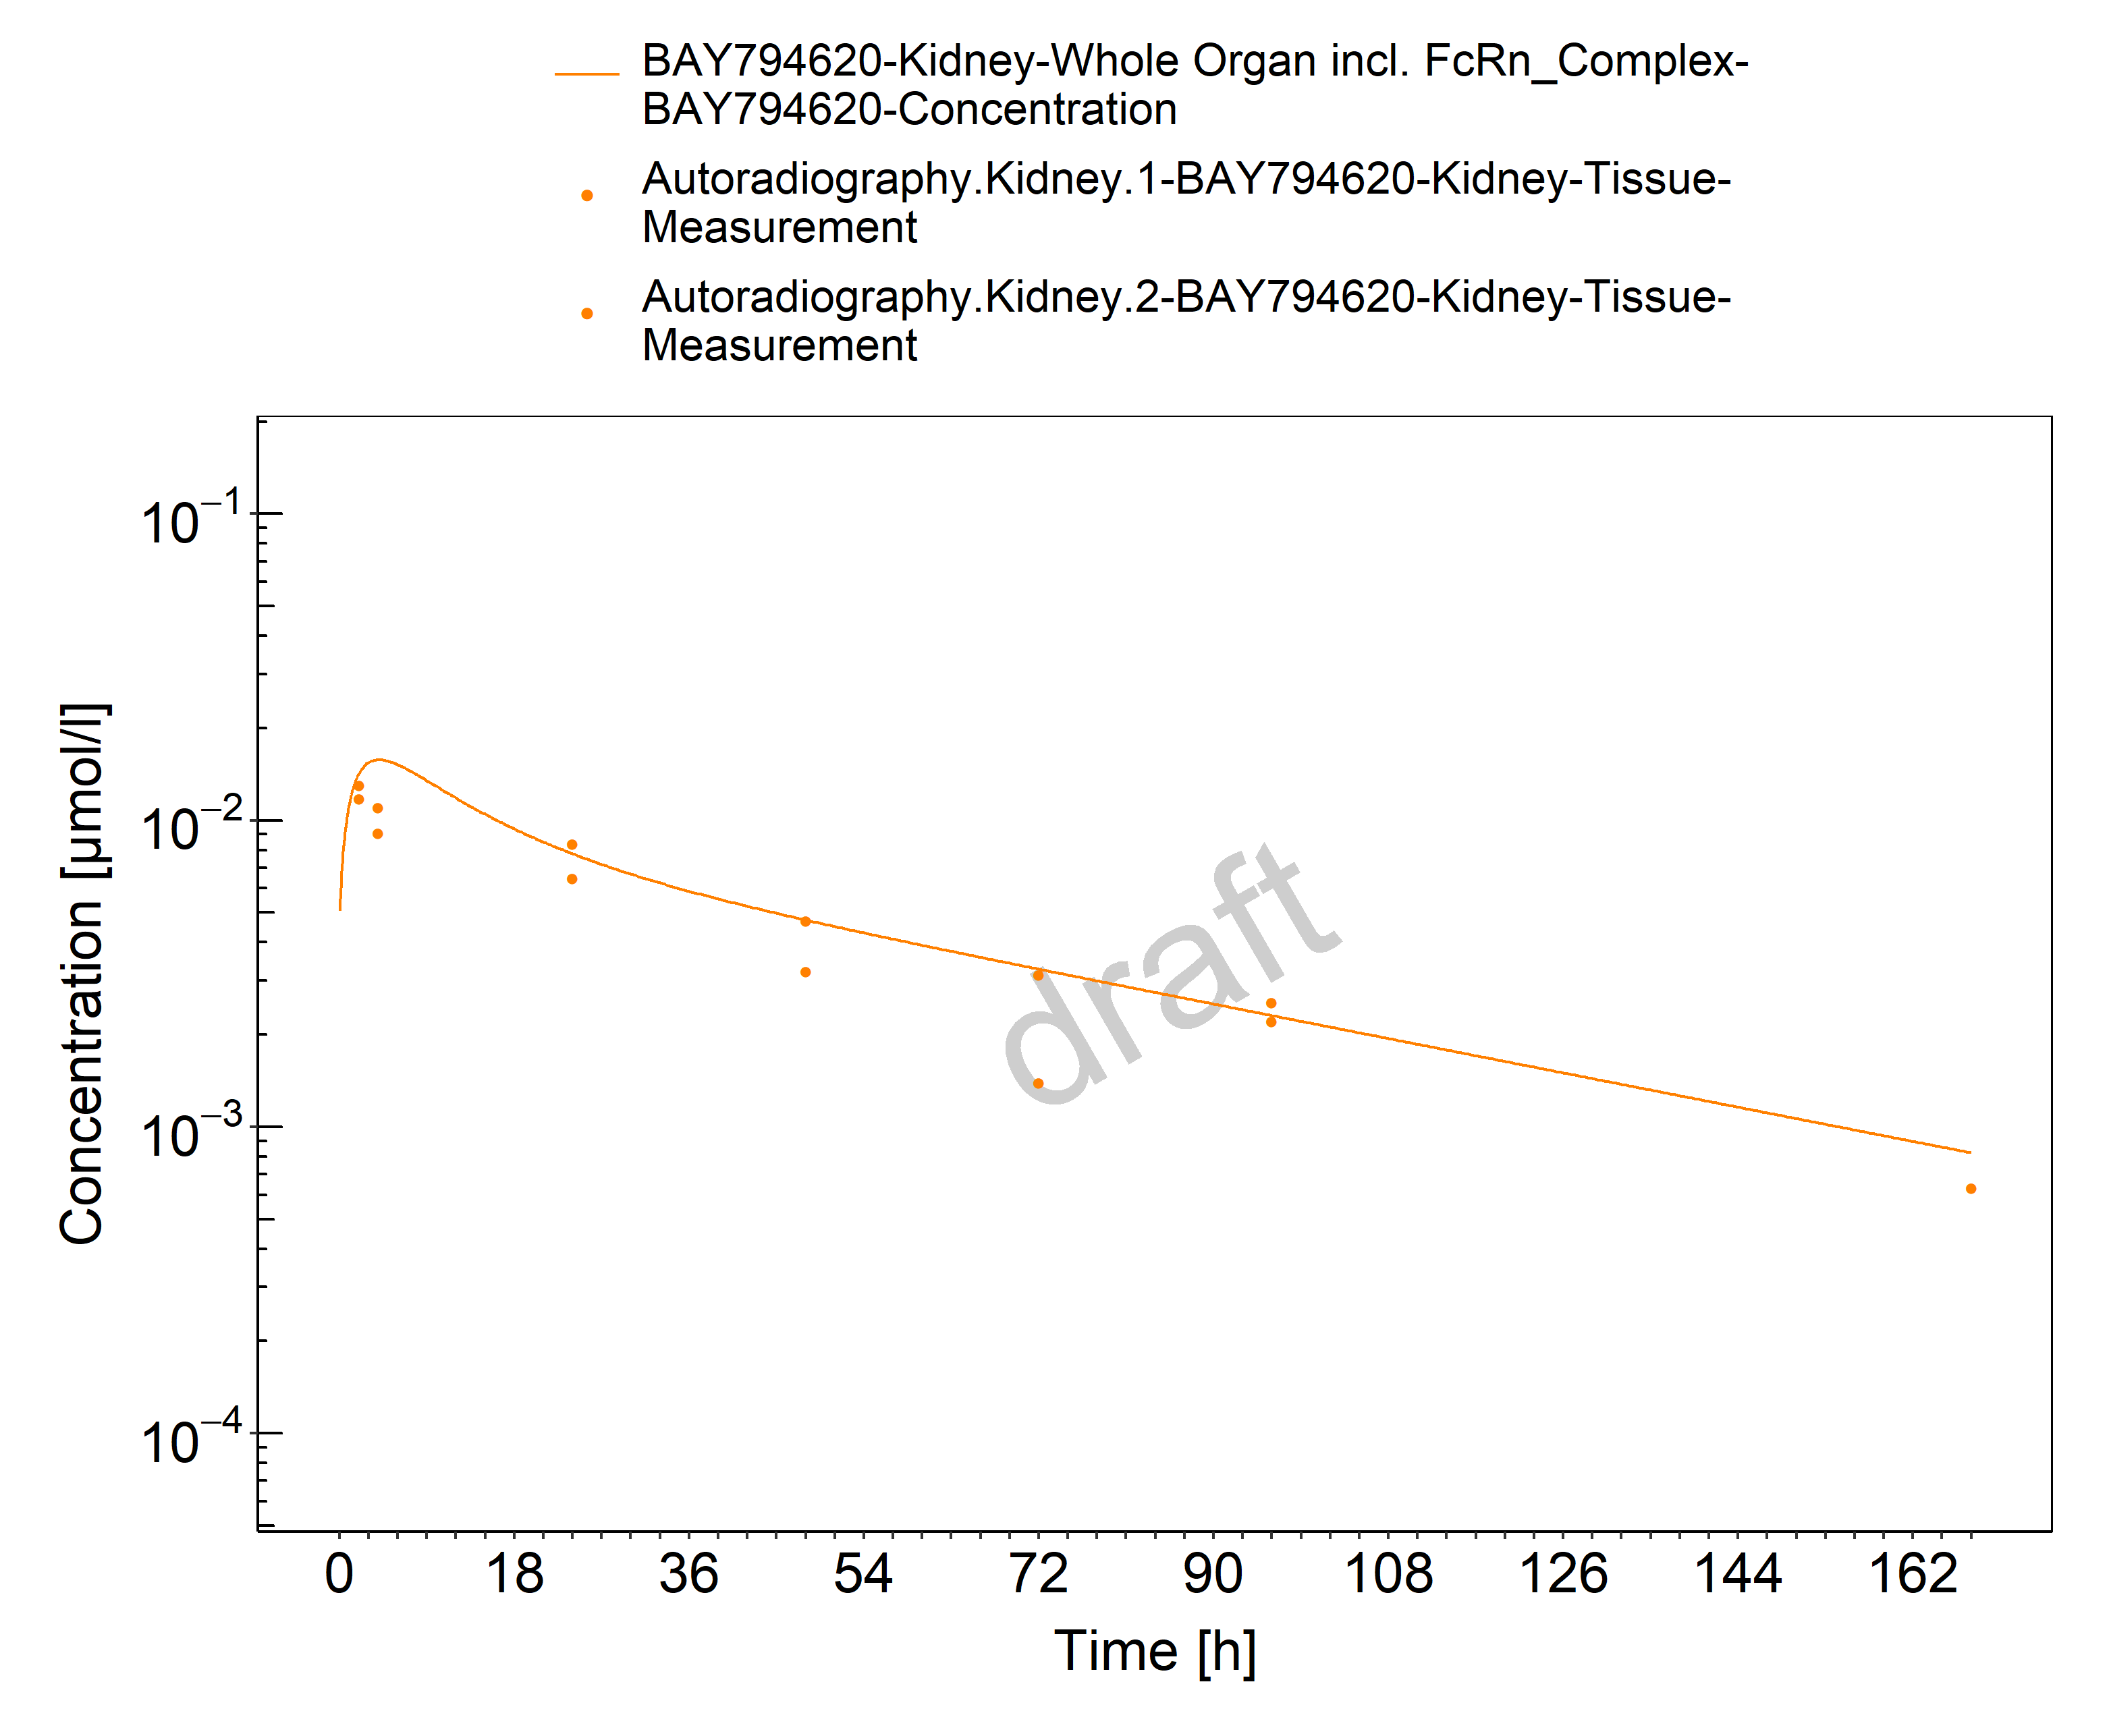 BAY794620-Kidney-Whole Organ incl. FcRn_Complex-
BAY794620-Concentration
Autoradiography.Kidney.1-BAY794620-Kidney-Tissue-
Measurement
Autoradiography.Kidney.2-BAY794620-Kidney-Tissue-
Measurement
10⁻¹
10⁻²
10⁻³
10⁻⁴
Concentration [µmol/l]
draft
0 18 36 54 72 90 108 126 144 162
Time [h]